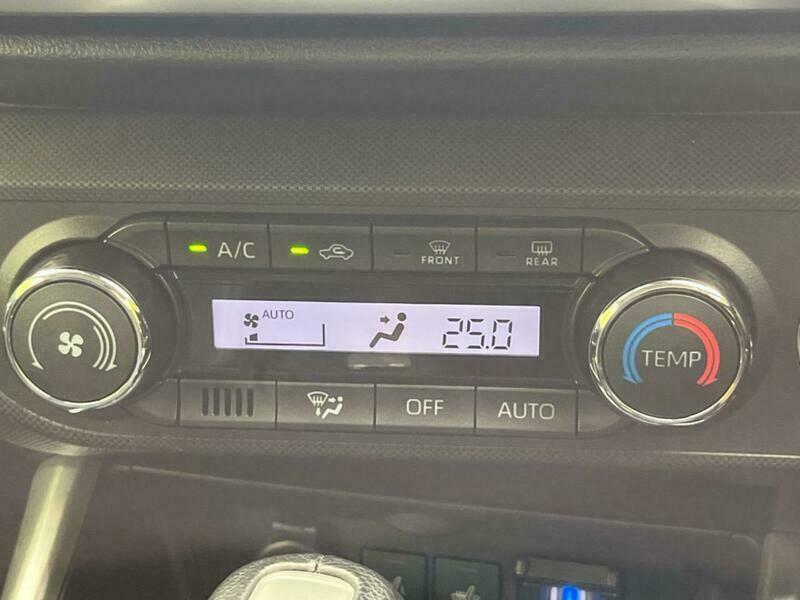 A/C
FRONT
REAR
AUTO
25.0
TEMP
OFF
AUTO